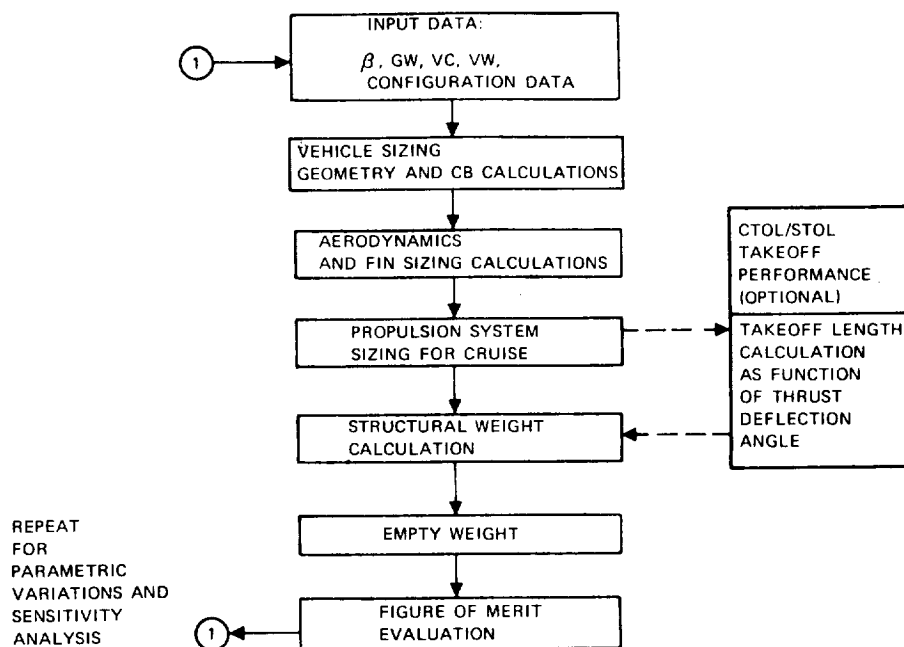 INPUT DATA:
β, GW, VC, VW,
CONFIGURATION DATA
1
VEHICLE SIZING
GEOMETRY AND CB CALCULATIONS
AERODYNAMICS
AND FIN SIZING CALCULATIONS
PROPULSION SYSTEM
SIZING FOR CRUISE
CTOL/STOL
TAKEOFF
PERFORMANCE
(OPTIONAL)
TAKEOFF LENGTH
CALCULATION
AS FUNCTION
OF THRUST
DEFLECTION
ANGLE
STRUCTURAL WEIGHT
CALCULATION
EMPTY WEIGHT
REPEAT
FOR
PARAMETRIC
VARIATIONS AND
SENSITIVITY
ANALYSIS
1
FIGURE OF MERIT
EVALUATION